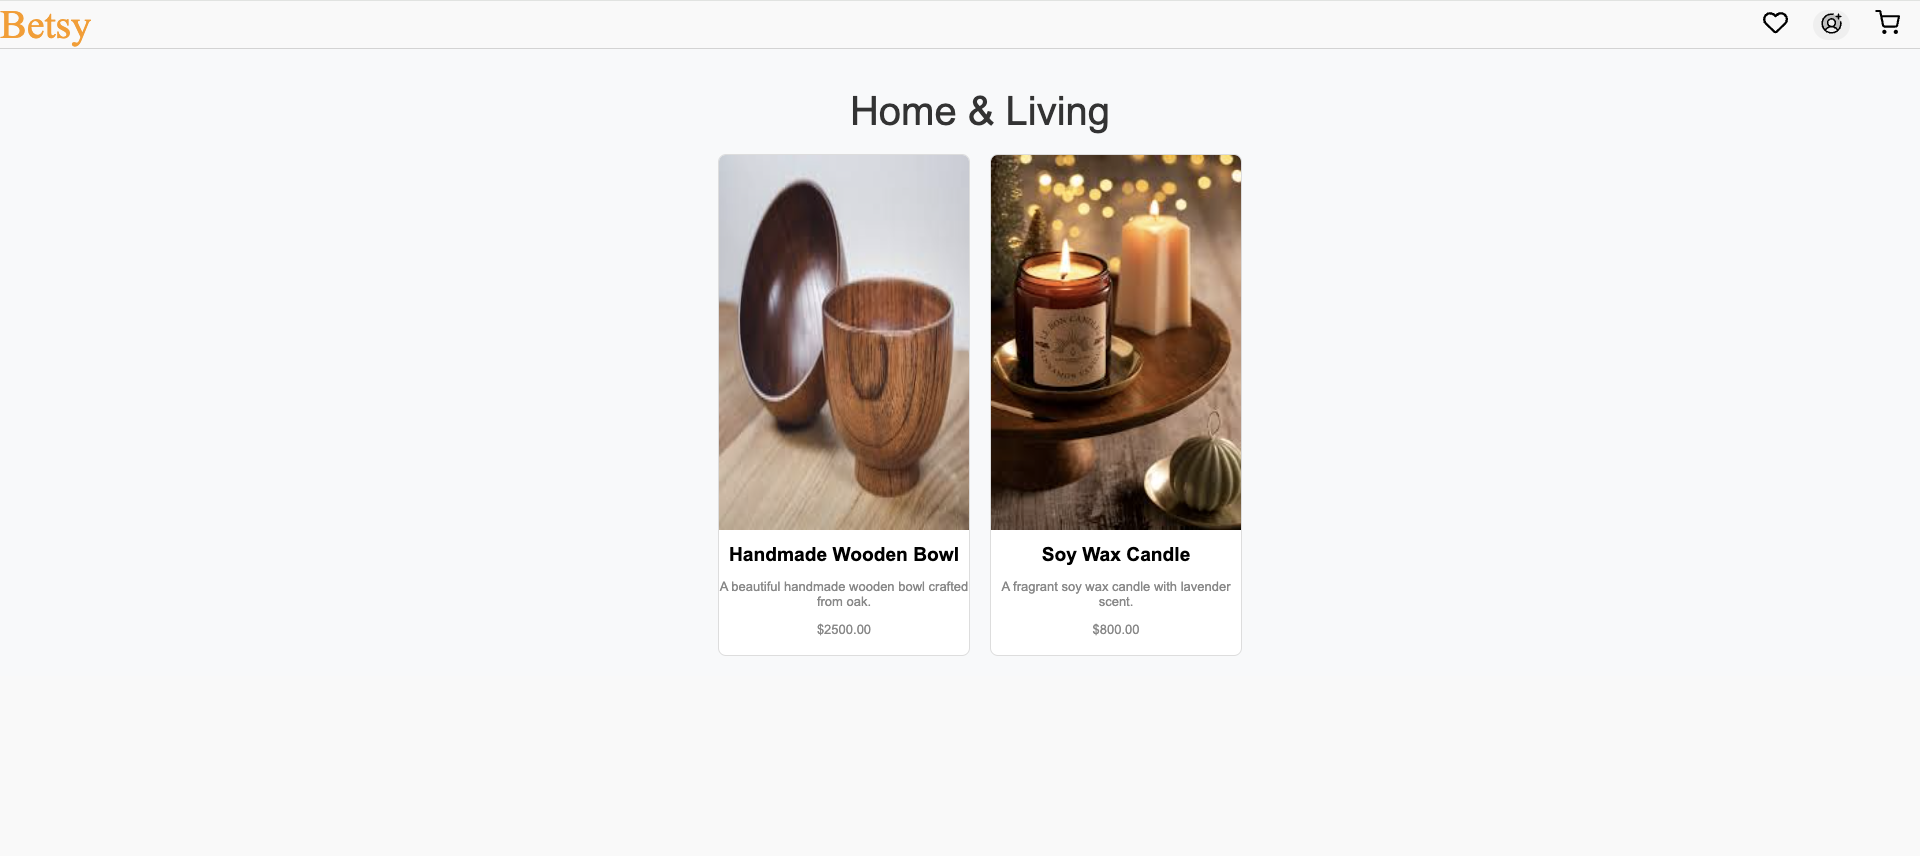 Betsy
Home & Living
Handmade Wooden Bowl
A beautiful handmade wooden bowl crafted
from oak.
$2500.00
Soy Wax Candle
A fragrant soy wax candle with lavender
scent.
$800.00